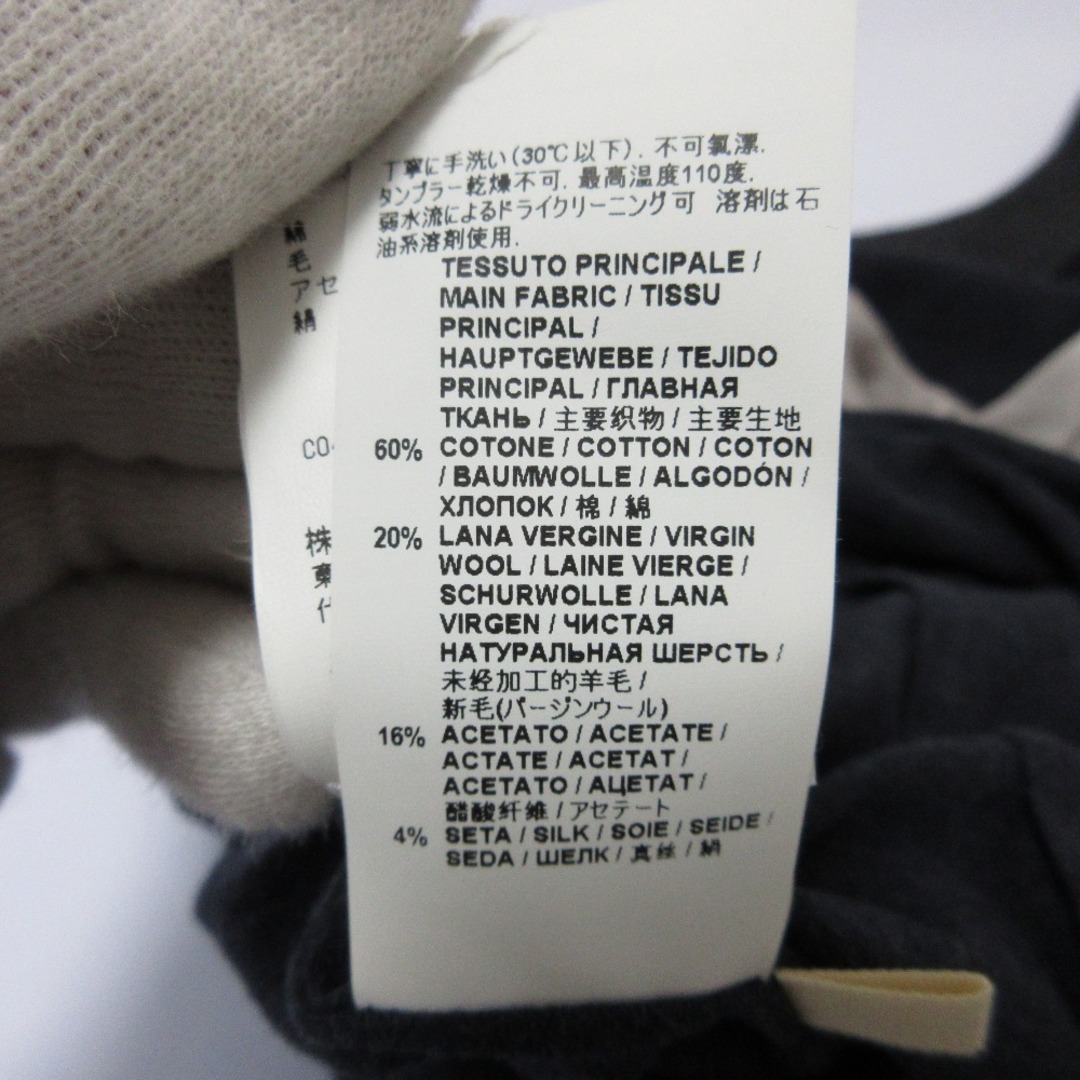 丁寧に手洗い(30℃以下). 不可氯漂.
タンブラー乾燥不可. 最高温度110度.
弱水流によるドライクリーニング可 溶剤は石
油系溶剤使用.
TESSUTO PRINCIPALE /
MAIN FABRIC / TISSU
PRINCIPAL /
HAUPTGEWEBE / TEJIDO
PRINCIPAL / ГЛАВНАЯ
ТКАНЬ / 主要织物 / 主要生地
60% COTONE / COTTON / COTON
/ BAUMWOLLE / ALGODÓN /
ХЛОПОК / 棉 / 綿
20% LANA VERGINE / VIRGIN
WOOL / LAINE VIERGE /
SCHURWOLLE / LANA
VIRGEN / ЧИСТАЯ
НАТУРАЛЬНАЯ ШЕРСТЬ /
未经加工的羊毛 /
新毛(バージンウール)
16% ACETATO / ACETATE /
ACTATE / ACETAT /
ACETATO / АЦЕТАТ /
醋酸纤维 / アセテート
4% SETA / SILK / SOIE / SEIDE /
SEDA / ШЕЛК / 真丝 / 絹
綿
毛
アセ
絹
CO
株
東
代